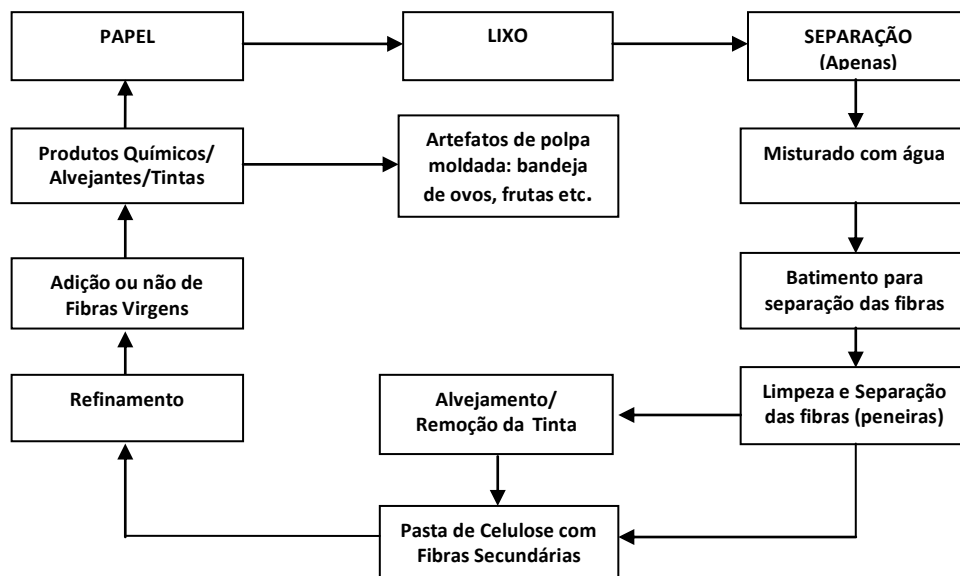 PAPEL
LIXO
SEPARAÇÃO
(Apenas)
Produtos Químicos/
Alvejantes/Tintas
Artefatos de polpa
moldada: bandeja
de ovos, frutas etc.
Misturado com água
Adição ou não de
Fibras Virgens
Batimento para
separação das fibras
Refinamento
Alvejamento/
Remoção da Tinta
Limpeza e Separação
das fibras (peneiras)
Pasta de Celulose com
Fibras Secundárias